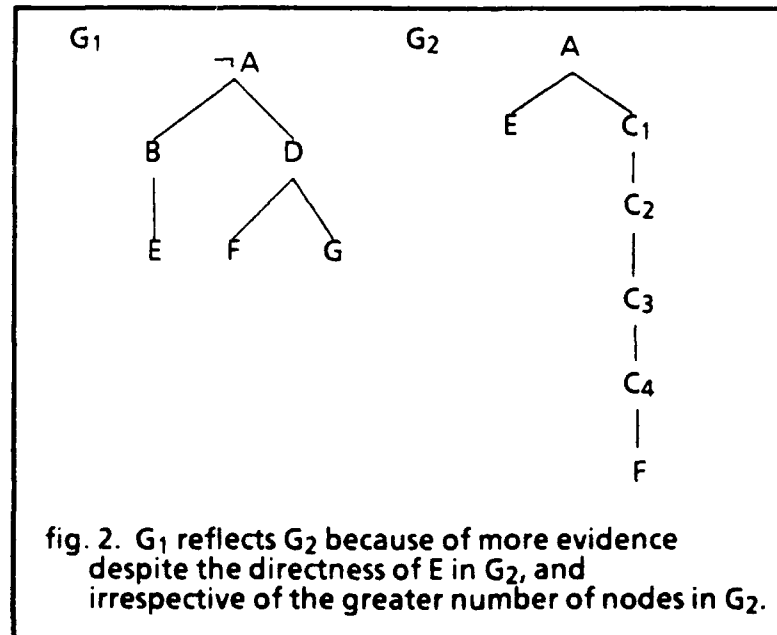 G1 G2
¬A A
E C1
B D
C2
E F G
C3
C4
F
fig. 2. G1 reflects G2 because of more evidence
despite the directness of E in G2, and
irrespective of the greater number of nodes in G2.